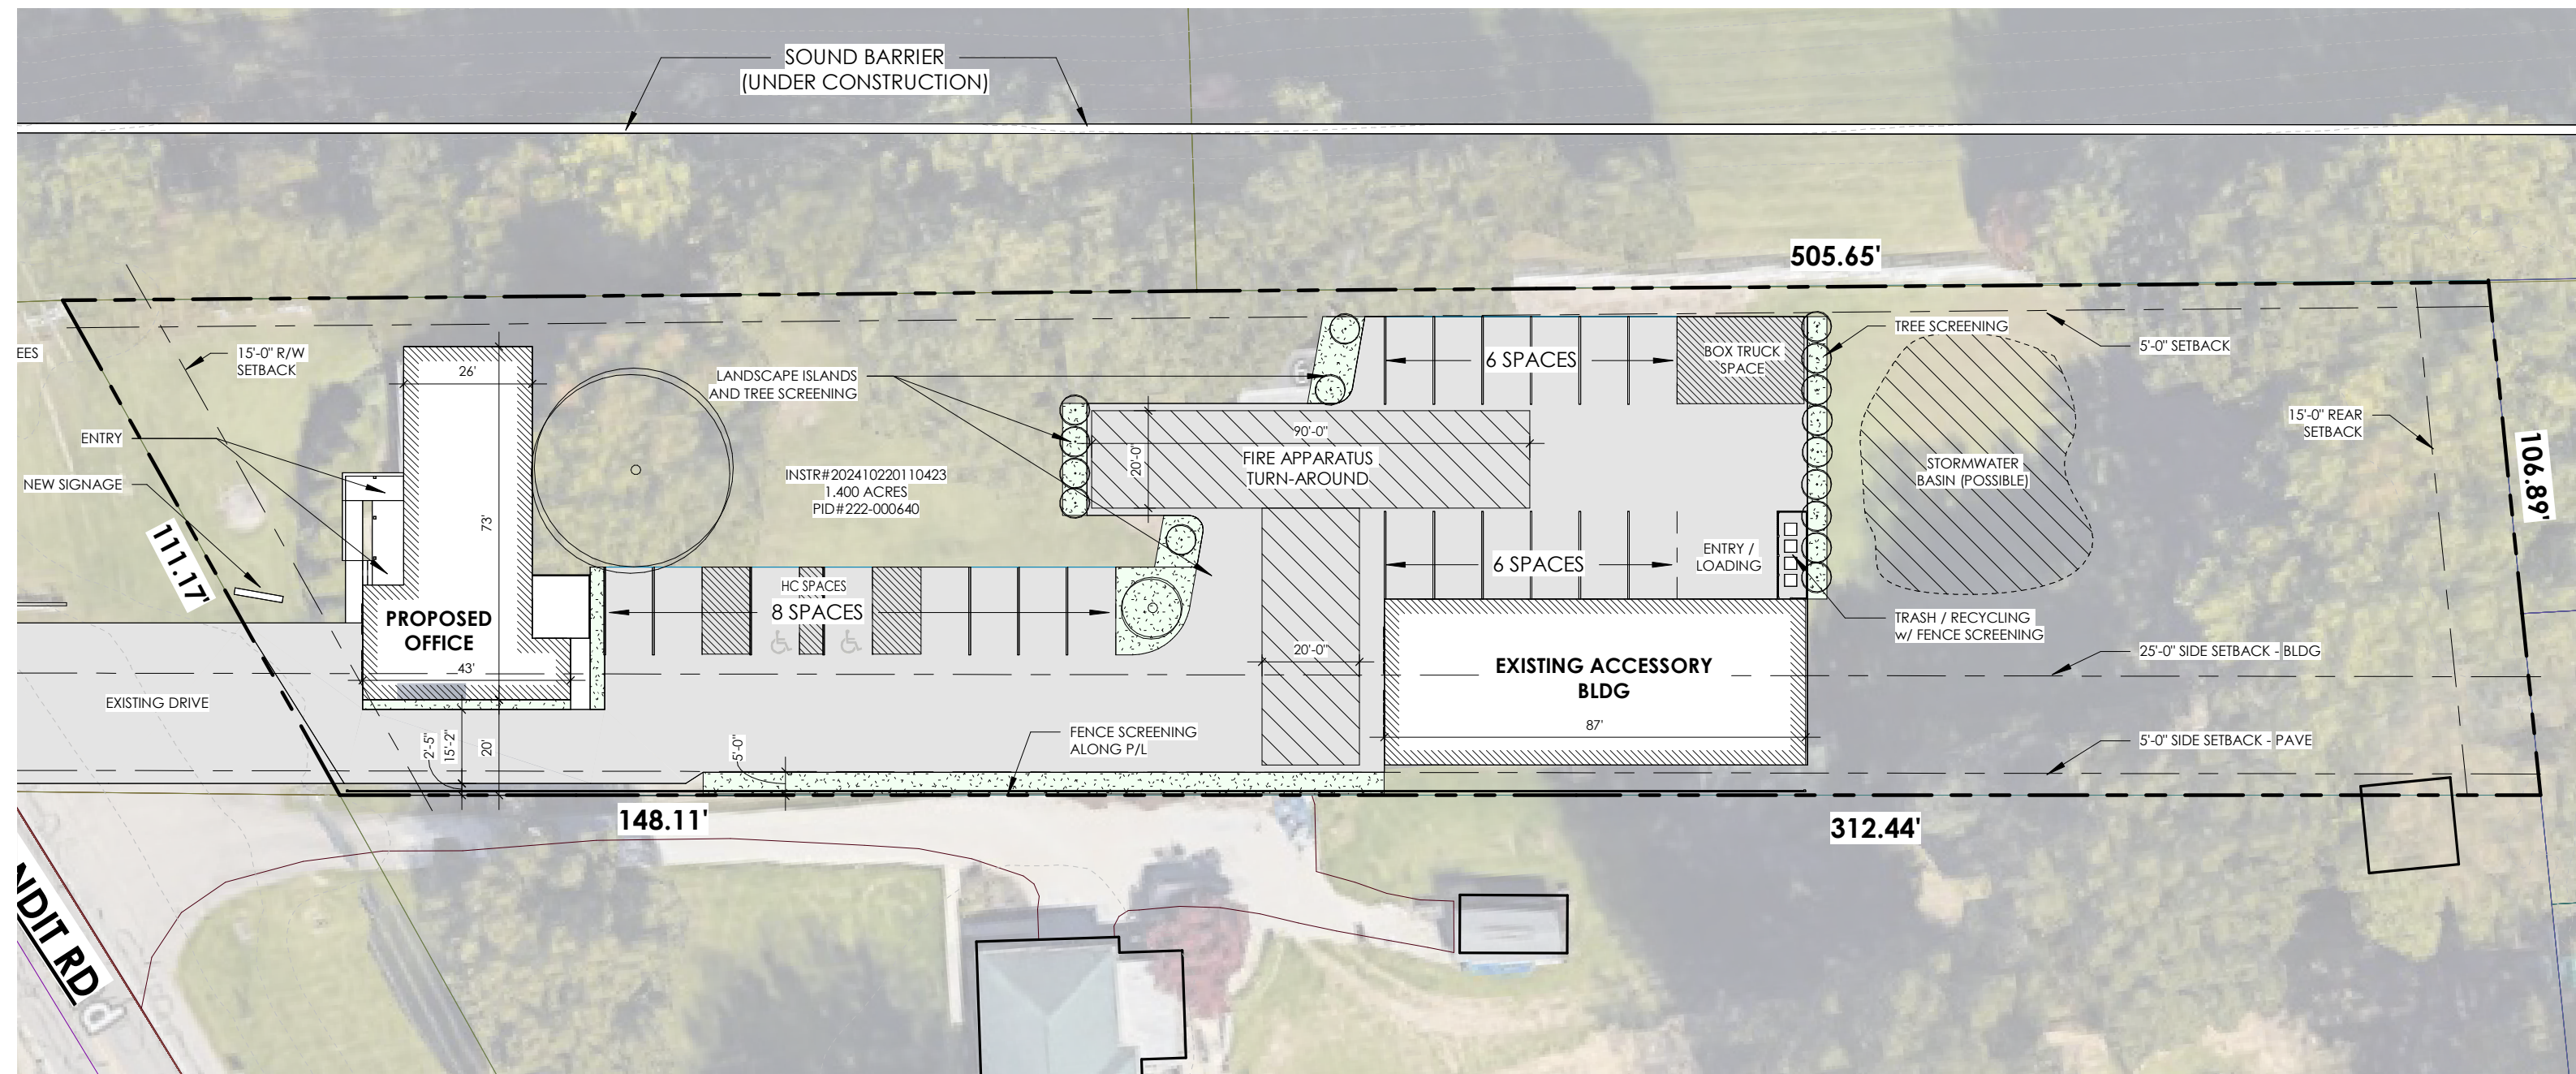 SOUND BARRIER
(UNDER CONSTRUCTION)
505.65'
EES
15'-0" R/W
SETBACK
26'
LANDSCAPE ISLANDS
AND TREE SCREENING
6 SPACES
BOX TRUCK
SPACE
TREE SCREENING
5'-0" SETBACK
ENTRY
NEW SIGNAGE
73'
INSTR#202410220110423
1.400 ACRES
PID#222-000640
90'-0"
20'-0"
FIRE APPARATUS
TURN-AROUND
STORMWATER
BASIN (POSSIBLE)
15'-0" REAR
SETBACK
106.89'
111.17'
PROPOSED
OFFICE
43'
HC SPACES
8 SPACES
6 SPACES
ENTRY /
LOADING
TRASH / RECYCLING
w/ FENCE SCREENING
20'-0"
EXISTING ACCESSORY
BLDG
87'
25'-0" SIDE SETBACK - BLDG
EXISTING DRIVE
2'-5"
15'-2"
20'
5'-0"
FENCE SCREENING
ALONG P/L
5'-0" SIDE SETBACK - PAVE
148.11'
312.44'
NDIT RD
d